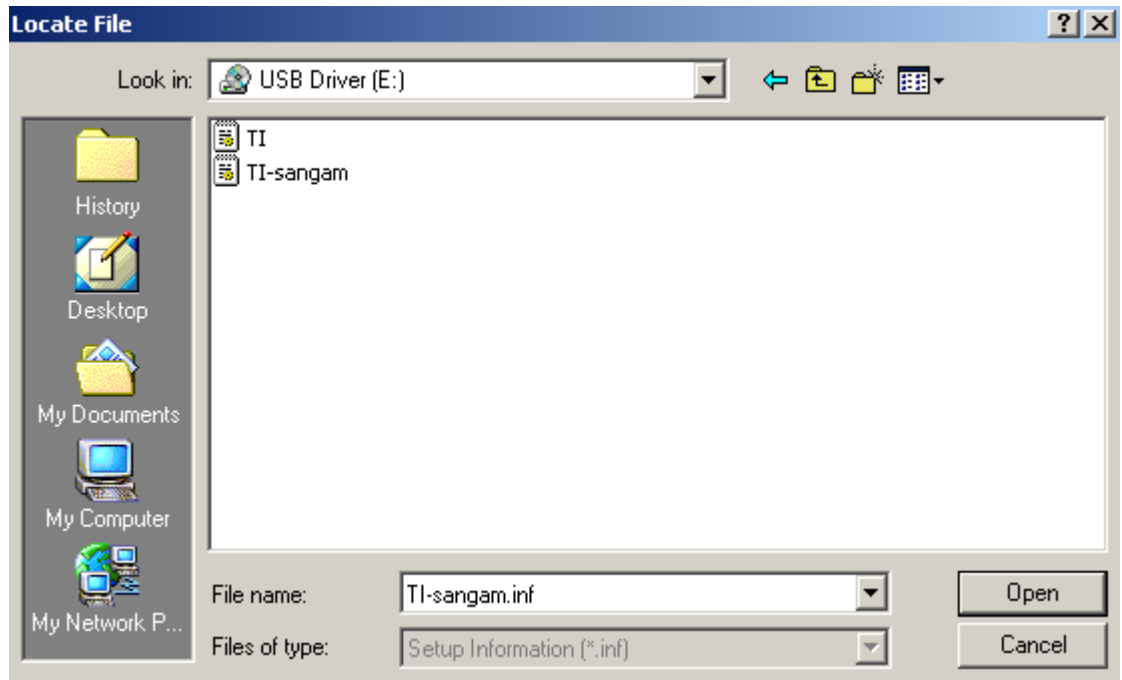 Locate File
Look in:
USB Driver (E:)
TI
TI-sangam
History
Desktop
My Documents
My Computer
My Network P...
File name:
TI-sangam.inf
Open
Files of type:
Setup Information (*.inf)
Cancel